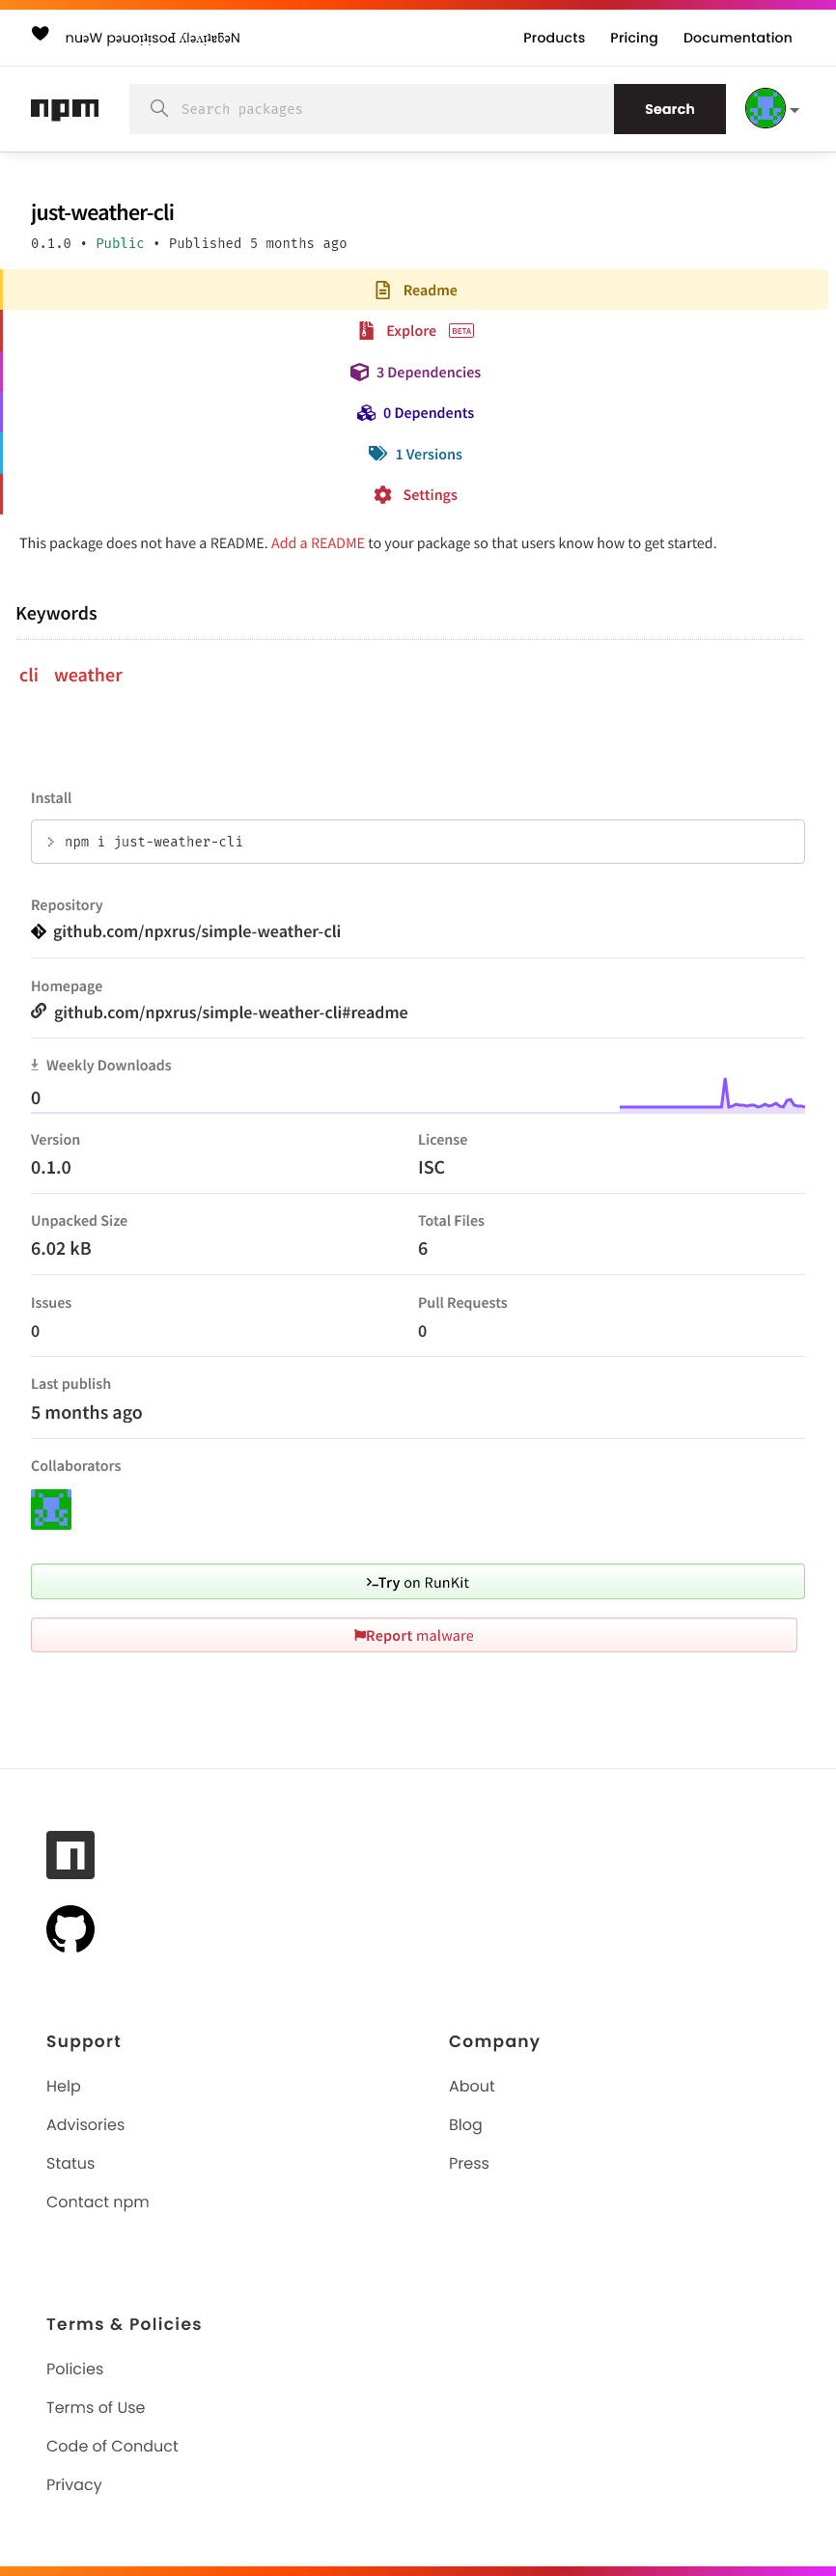 Negatively Positioned Menu
Products Pricing Documentation
npm
Search packages
Search
just-weather-cli
0.1.0 • Public • Published 5 months ago
Readme
Explore BETA
3 Dependencies
0 Dependents
1 Versions
Settings
This package does not have a README. Add a README to your package so that users know how to get started.
Keywords
cli weather
Install
> npm i just-weather-cli
Repository
github.com/npxrus/simple-weather-cli
Homepage
github.com/npxrus/simple-weather-cli#readme
Weekly Downloads
0
Version License
0.1.0 ISC
Unpacked Size Total Files
6.02 kB 6
Issues Pull Requests
0 0
Last publish
5 months ago
Collaborators
>_Try on RunKit
Report malware
Support
Help
Advisories
Status
Contact npm
Company
About
Blog
Press
Terms & Policies
Policies
Terms of Use
Code of Conduct
Privacy